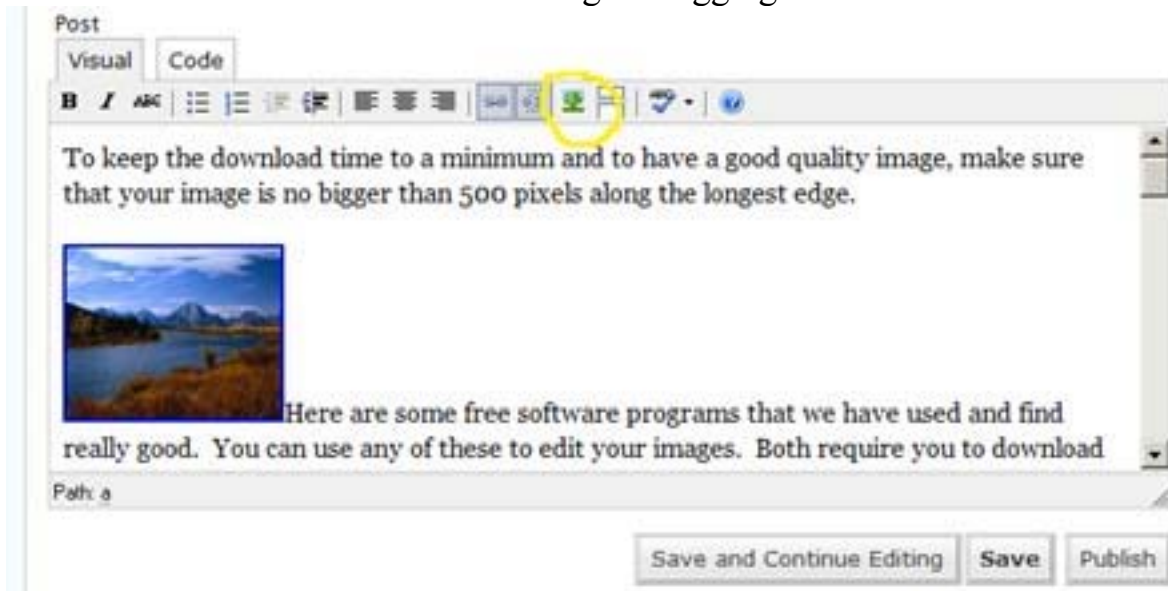 Post
Visual Code
B I ABC
To keep the download time to a minimum and to have a good quality image, make sure
that your image is no bigger than 500 pixels along the longest edge.
Here are some free software programs that we have used and find
really good. You can use any of these to edit your images. Both require you to download
Path: a
Save and Continue Editing Save Publish